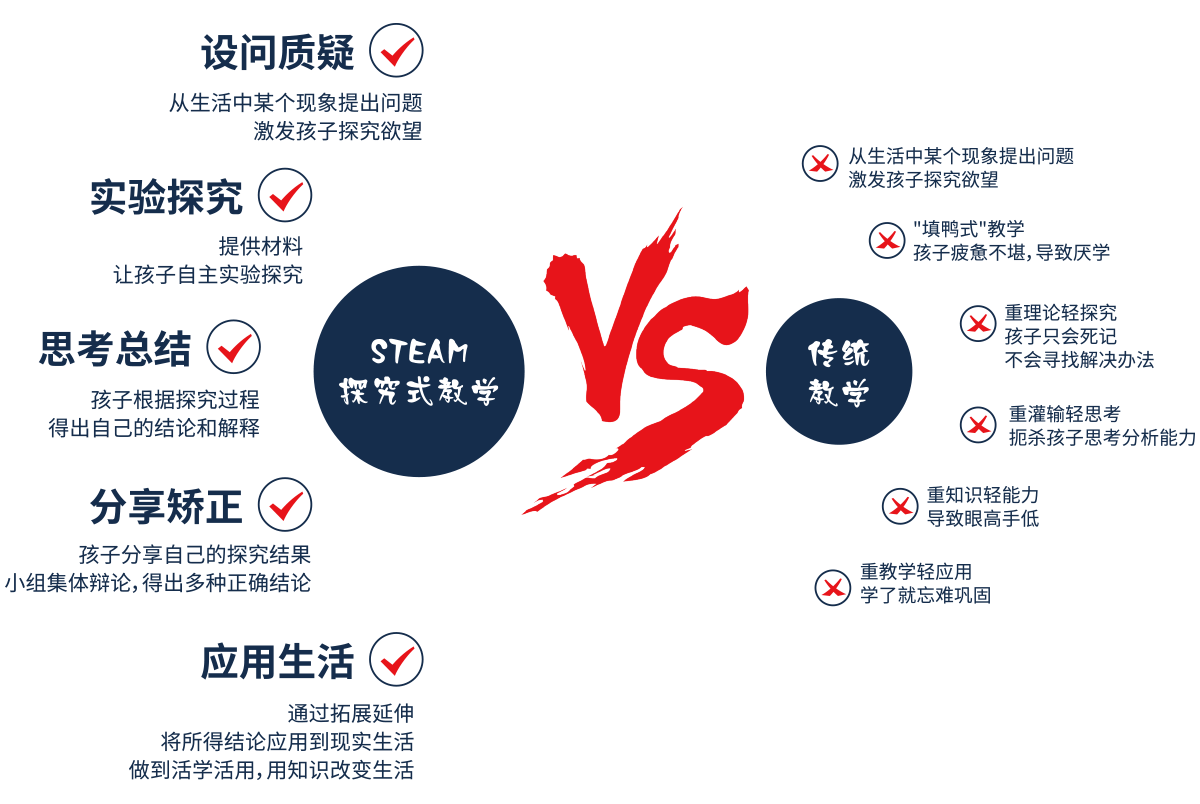 设问质疑
从生活中某个现象提出问题
激发孩子探究欲望
实验探究
提供材料
让孩子自主实验探究
思考总结
孩子根据探究过程
得出自己的结论和解释
分享矫正
孩子分享自己的探究结果
小组集体辩论，得出多种正确结论
应用生活
通过拓展延伸
将所得结论应用到现实生活
做到活学活用，用知识改变生活
STEAM
探究式教学
VS
传统
教学
从生活中某个现象提出问题
激发孩子探究欲望
"填鸭式"教学
孩子疲惫不堪，导致厌学
重理论轻探究
孩子只会死记
不会寻找解决办法
重灌输轻思考
扼杀孩子思考分析能力
重知识轻能力
导致眼高手低
重教学轻应用
学了就忘难巩固